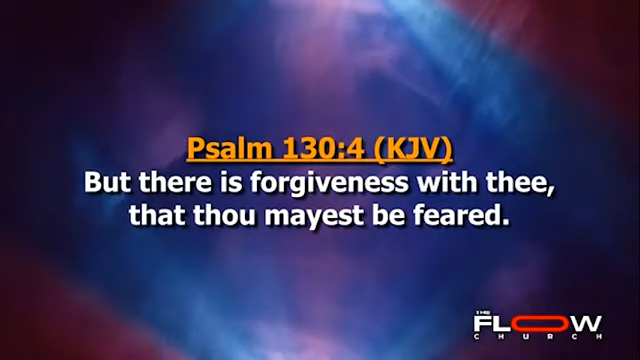 Psalm 130:4 (KJV)
But there is forgiveness with thee,
that thou mayest be feared.
THE
FLOW
CHURCH